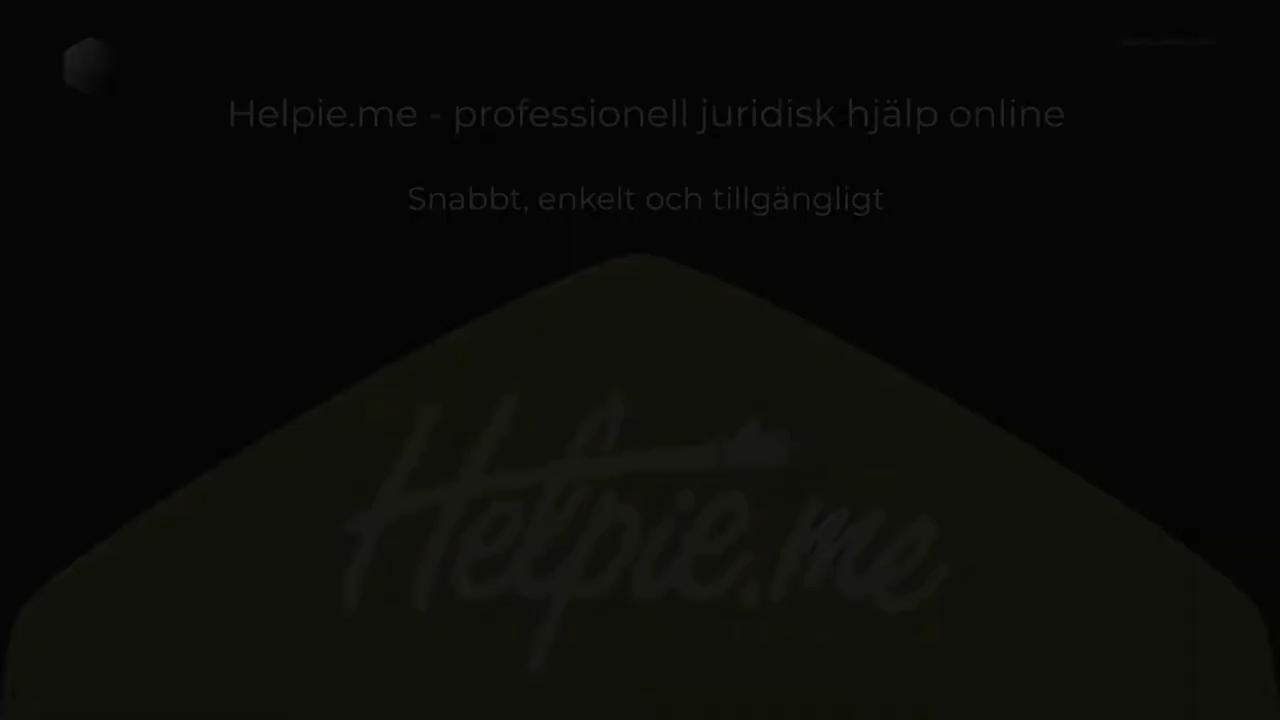 Helpie.me - professionell juridisk hjälp online
Snabbt, enkelt och tillgängligt
Helpie.me